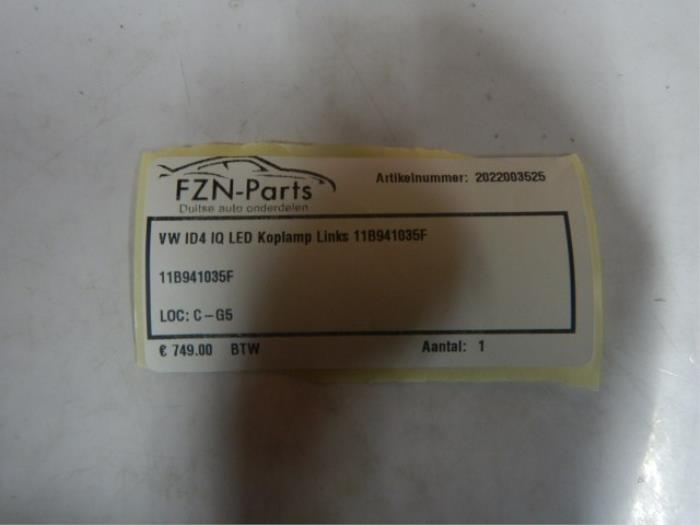 FZN-Parts
Duitse auto onderdelen
Artikelnummer: 2022003525
VW ID4 IQ LED Koplamp Links 11B941035F
11B941035F
LOC: C-G5
€ 749.00 BTW
Aantal: 1